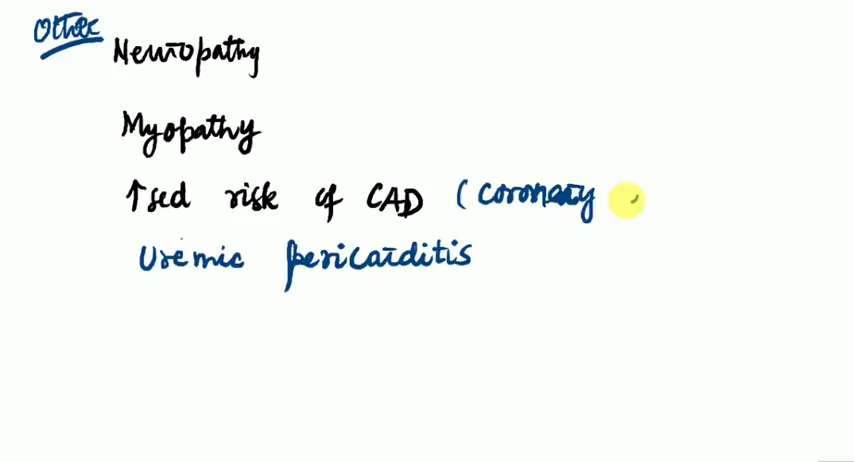 Other
Neuropathy
Myopathy
↑sed risk of CAD (coronary
Uremic pericarditis